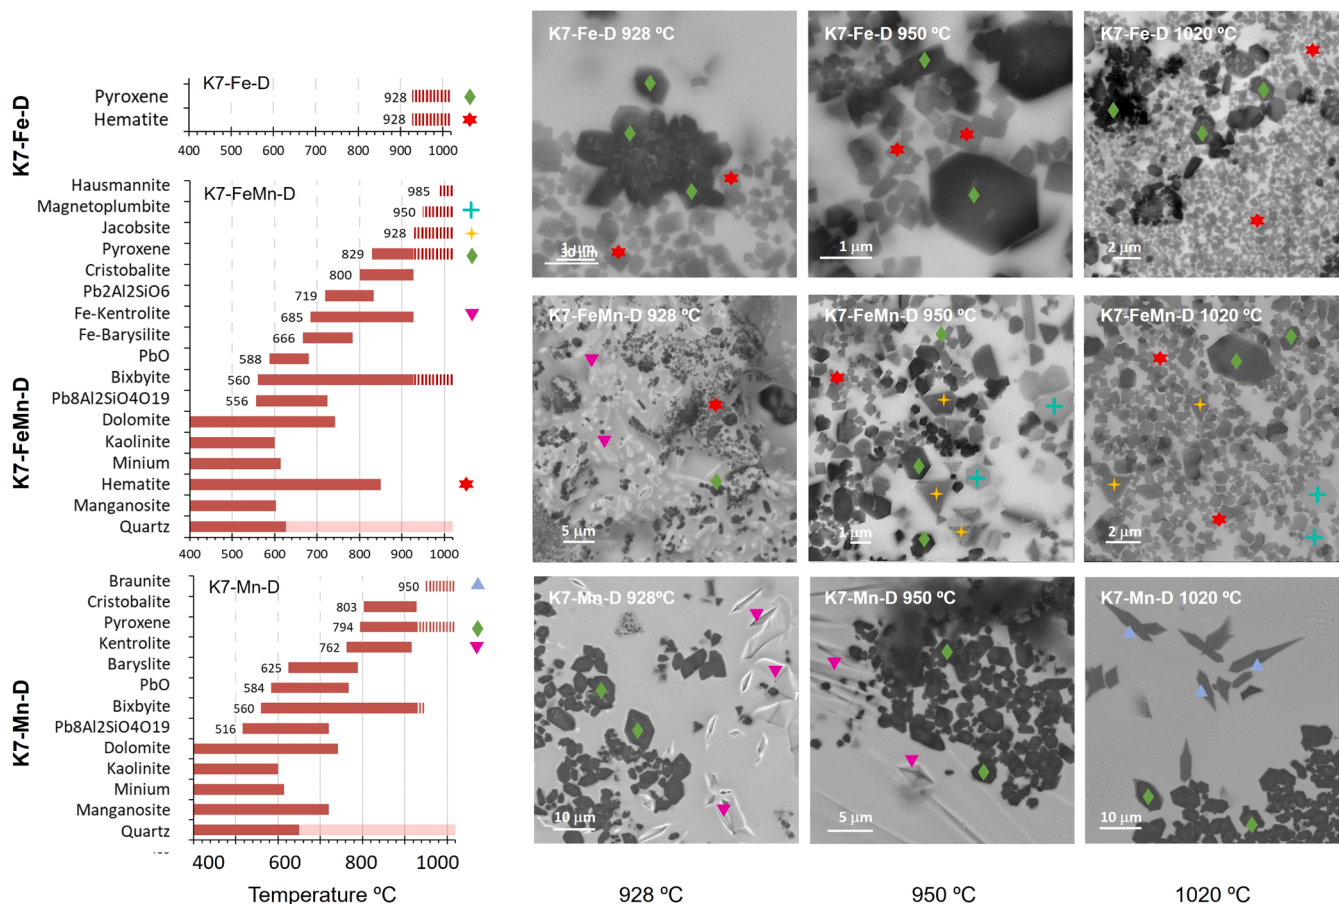 K7-Fe-D
K7-Fe-D
Pyroxene 928
Hematite 928
400 500 600 700 800 900 1000
K7-FeMn-D
K7-FeMn-D
Hausmannite 985
Magnetoplumbite 950
Jacobsite 928
Pyroxene 829
Cristobalite 800
Pb2Al2SiO6 719
Fe-Kentrolite 685
Fe-Barysilite 666
PbO 588
Bixbyite 560
Pb8Al2SiO4O19 556
Dolomite
Kaolinite
Minium
Hematite
Manganosite
Quartz
400 500 600 700 800 900 1000
K7-Mn-D
K7-Mn-D
Braunite 950
Cristobalite 803
Pyroxene 794
Kentrolite 762
Baryslite 625
PbO 584
Bixbyite 560
Pb8Al2SiO4O19 516
Dolomite
Kaolinite
Minium
Manganosite
Quartz
400 600 800 1000
Temperature ºC
K7-Fe-D 928 ºC
1 µm
30 µm
K7-Fe-D 950 ºC
1 µm
K7-Fe-D 1020 ºC
2 µm
K7-FeMn-D 928 ºC
5 µm
K7-FeMn-D 950 ºC
1 µm
K7-FeMn-D 1020 ºC
2 µm
K7-Mn-D 928ºC
10 µm
K7-Mn-D 950 ºC
5 µm
K7-Mn-D 1020 ºC
10 µm
928 ºC
950 ºC
1020 ºC